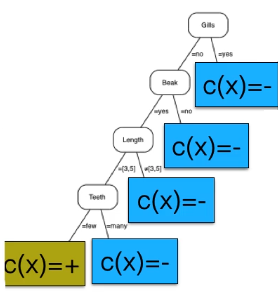 Gills
=no =yes
Beak c(x)=-
=yes =no
Length c(x)=-
=[3,5] ≠[3,5]
Teeth c(x)=-
=few =many
c(x)=+ c(x)=-